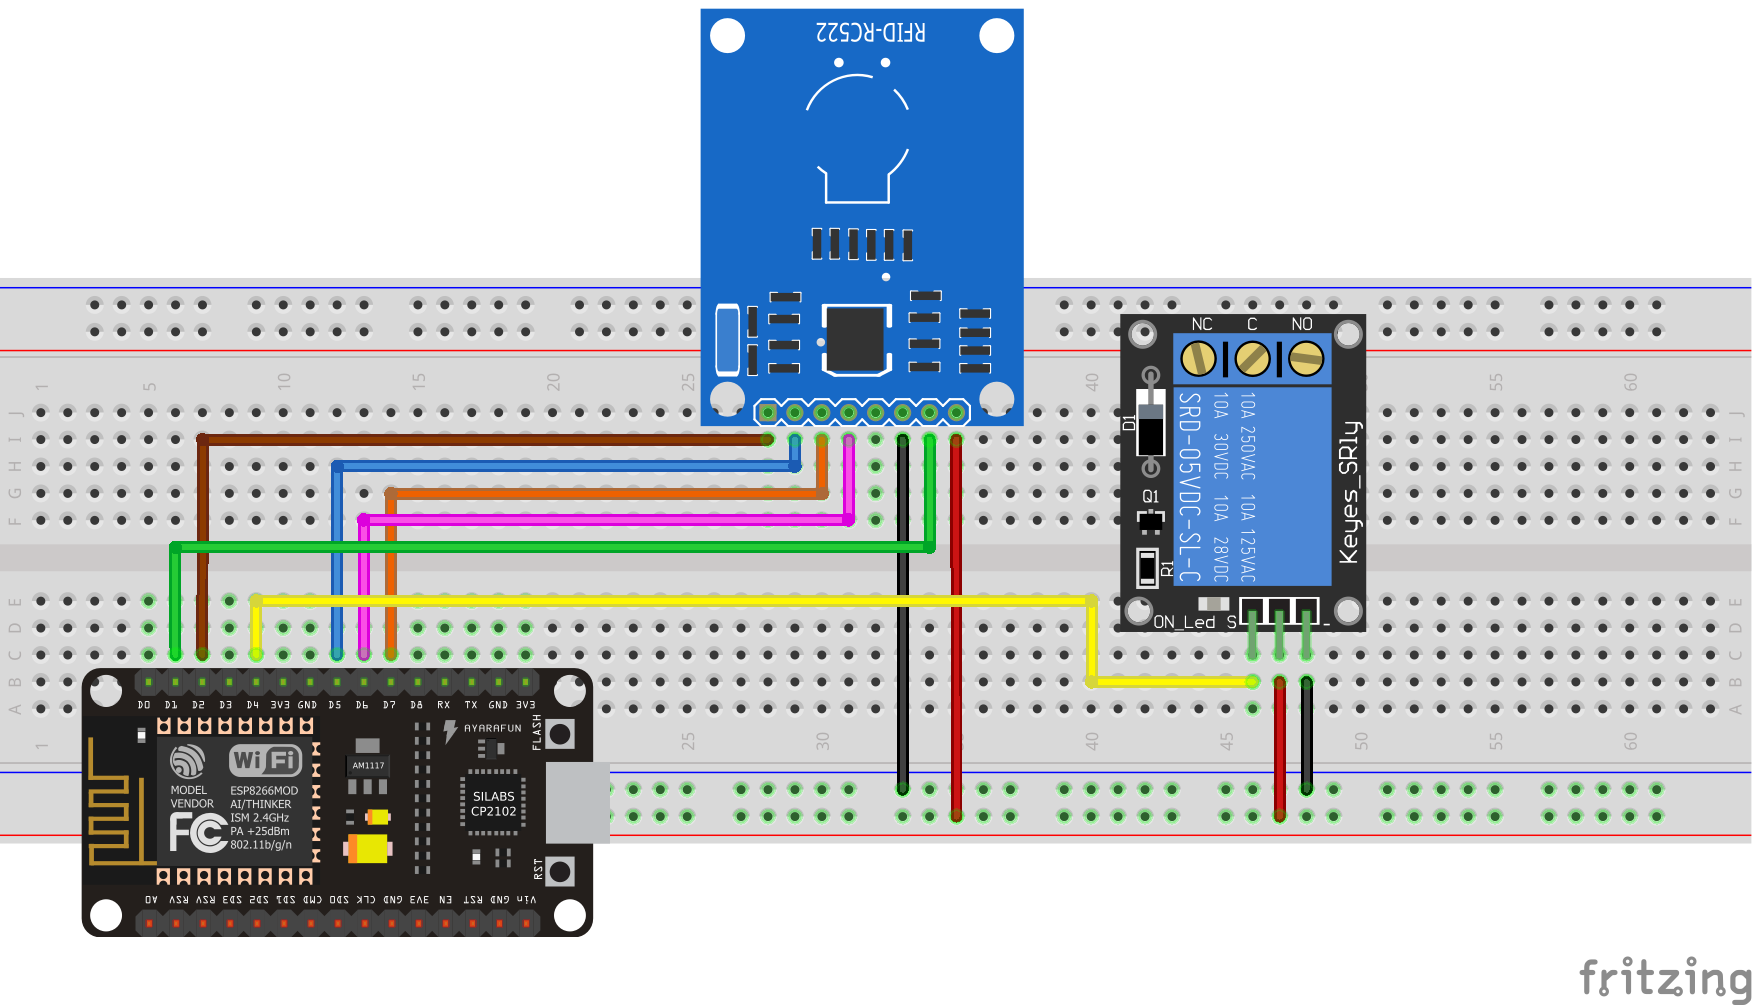 RFID-RC522
NC C NO
1 5 10 15 20 25 40 55 60
J J
I I
H H
G G
F F
E E
D D
C C
B B
A A
D1
Q1
R1
SRD-05VDC-SL-C
10A 30VDC 10A 28VDC
10A 250VAC 10A 125VAC
Keyes_SRly
ON_Led S -
D0 D1 D2 D3 D4 3V3 GND D5 D6 D7 D8 RX TX GND 3V3
1 25 30 35 40 45 50 55 60
AYARAFUN
FLASH
WiFi
MODEL
VENDOR
ESP8266MOD
AI/THINKER
ISM 2.4GHz
PA +25dBm
802.11b/g/n
FC
AM1117
SILABS
CP2102
RST
A0 RSV RSV SD3 SD2 SD1 CMD SD0 CLK GND 3V3 EN RST GND Vin
fritzing